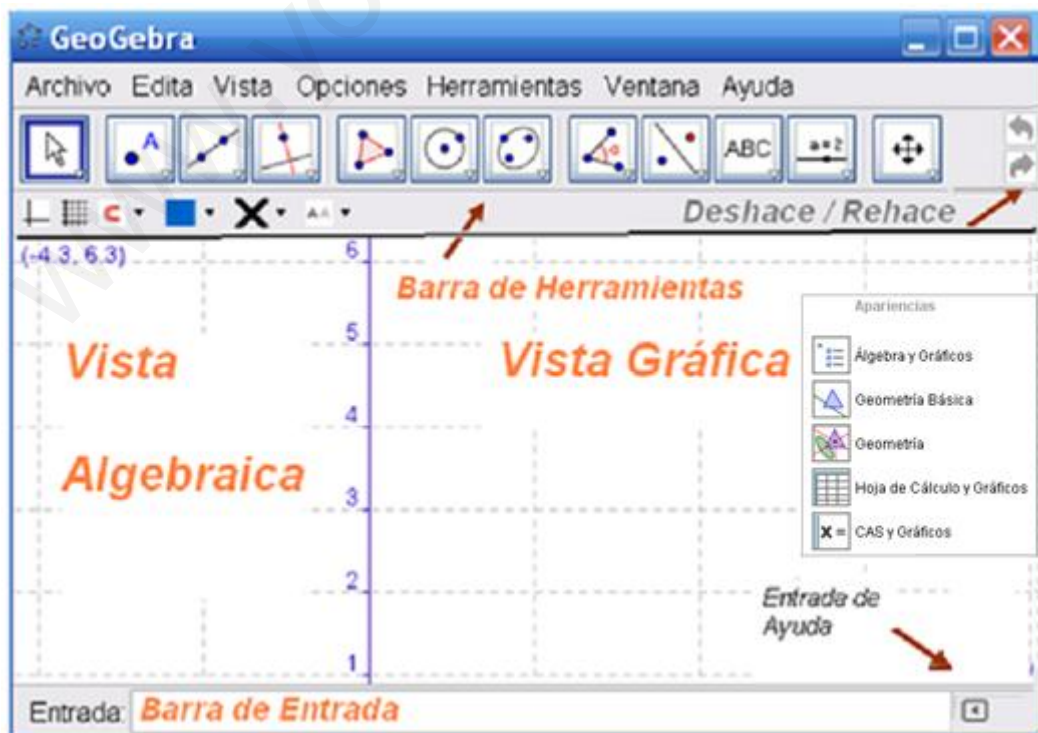 GeoGebra
Archivo Edita Vista Opciones Herramientas Ventana Ayuda
A
α
ABC
a=2
AA
Deshace / Rehace
(-4.3, 6.3)
6
Barra de Herramientas
Apariencias
5
Vista
Vista Gráfica
Álgebra y Gráficos
Geometría Básica
4
Geometría
Algebraica
Hoja de Cálculo y Gráficos
3
X =
CAS y Gráficos
2
Entrada de
Ayuda
1
Entrada: Barra de Entrada